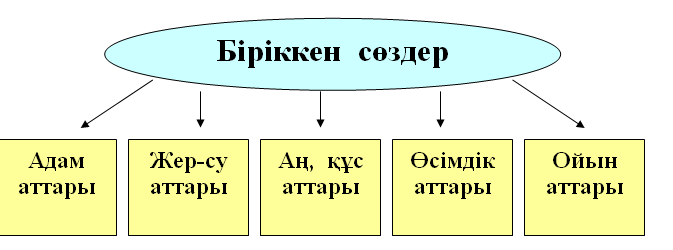 Біріккен сөздер
Адам
аттары
Жер-су
аттары
Аң, құс
аттары
Өсімдік
аттары
Ойын
аттары